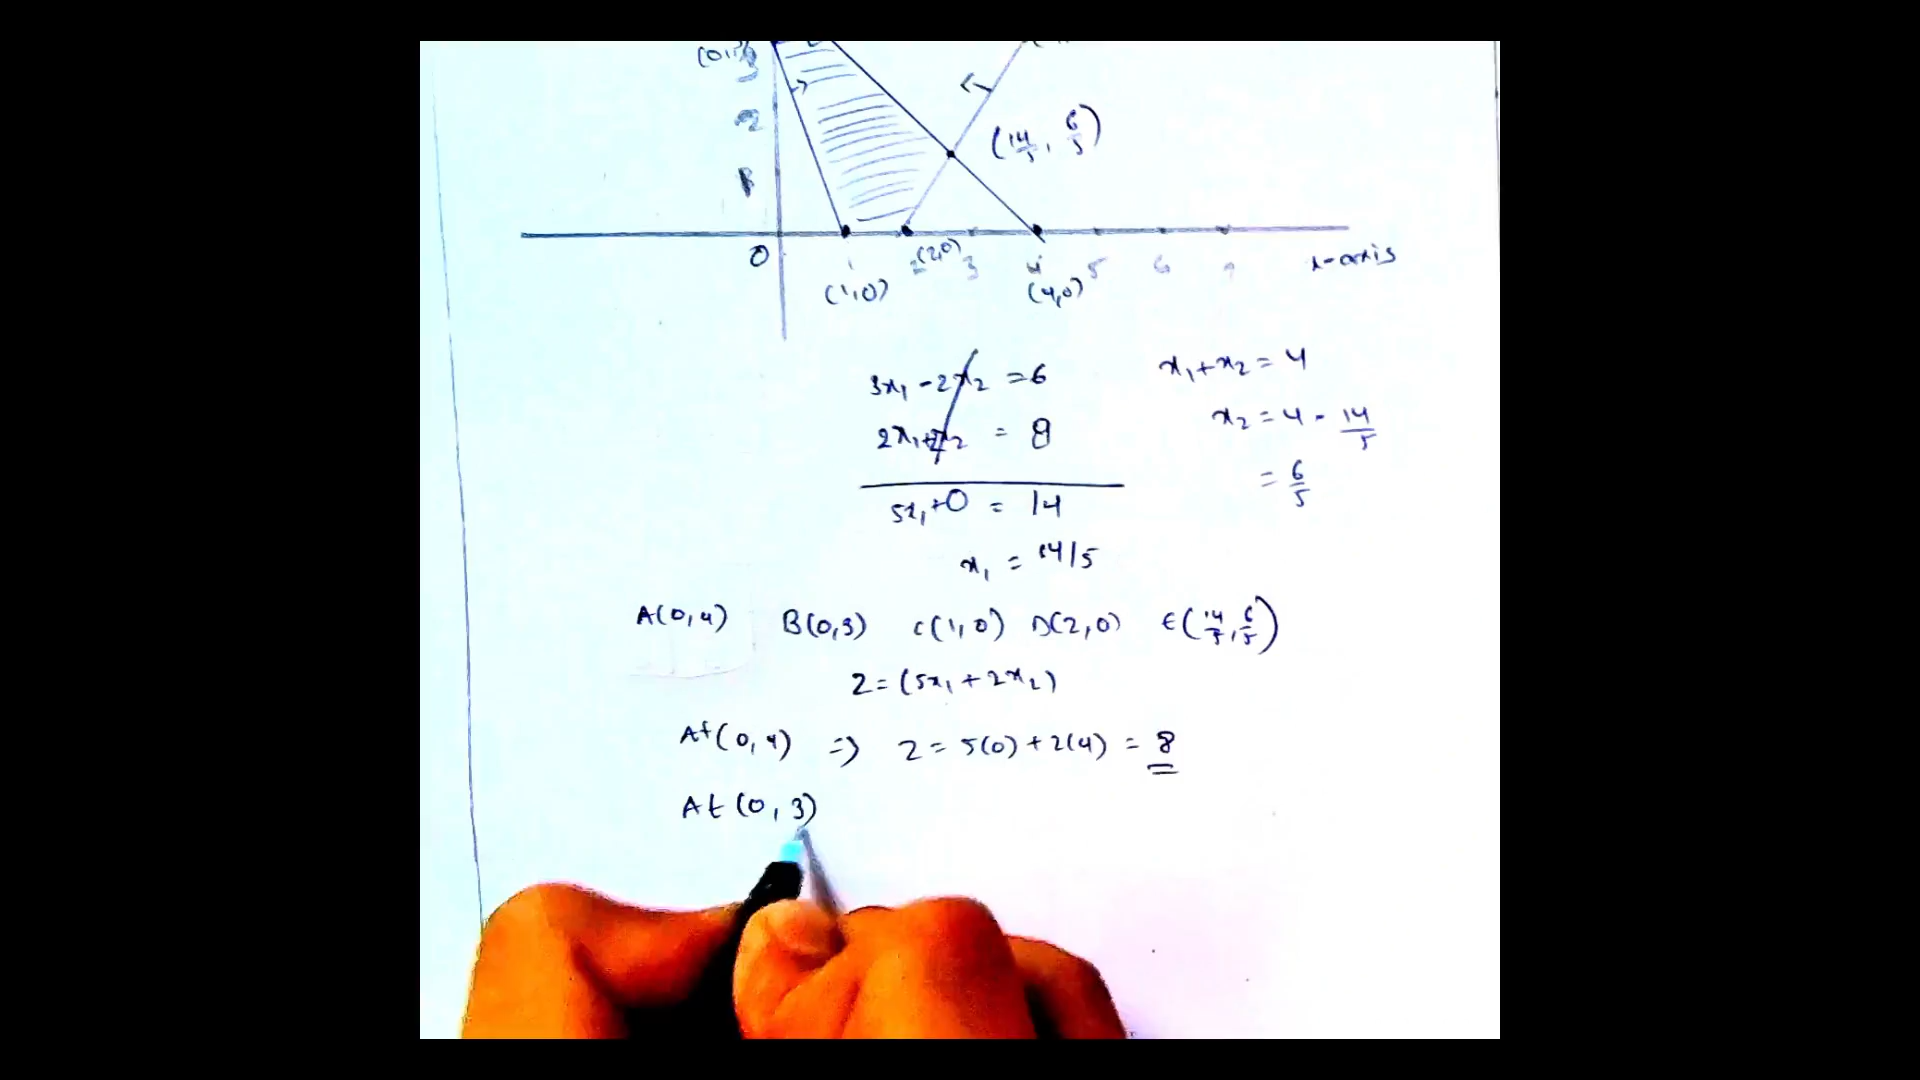 3
2
(14/5, 6/5)
0 (2,0) 3 4 5 6 x-axis
(1,0) (4,0)
3x₁ - 2x₂ = 6
2x₁ + 2x₂ = 8
5x₁ + 0 = 14
x₁ = 14/5
x₁ + x₂ = 4
x₂ = 4 - 14/5
= 6/5
A(0,4) B(0,3) C(1,0) D(2,0) E(14/5, 6/5)
Z = (5x₁ + 2x₂)
At (0,4) ⇒ Z = 5(0) + 2(4) = 8
At (0,3)